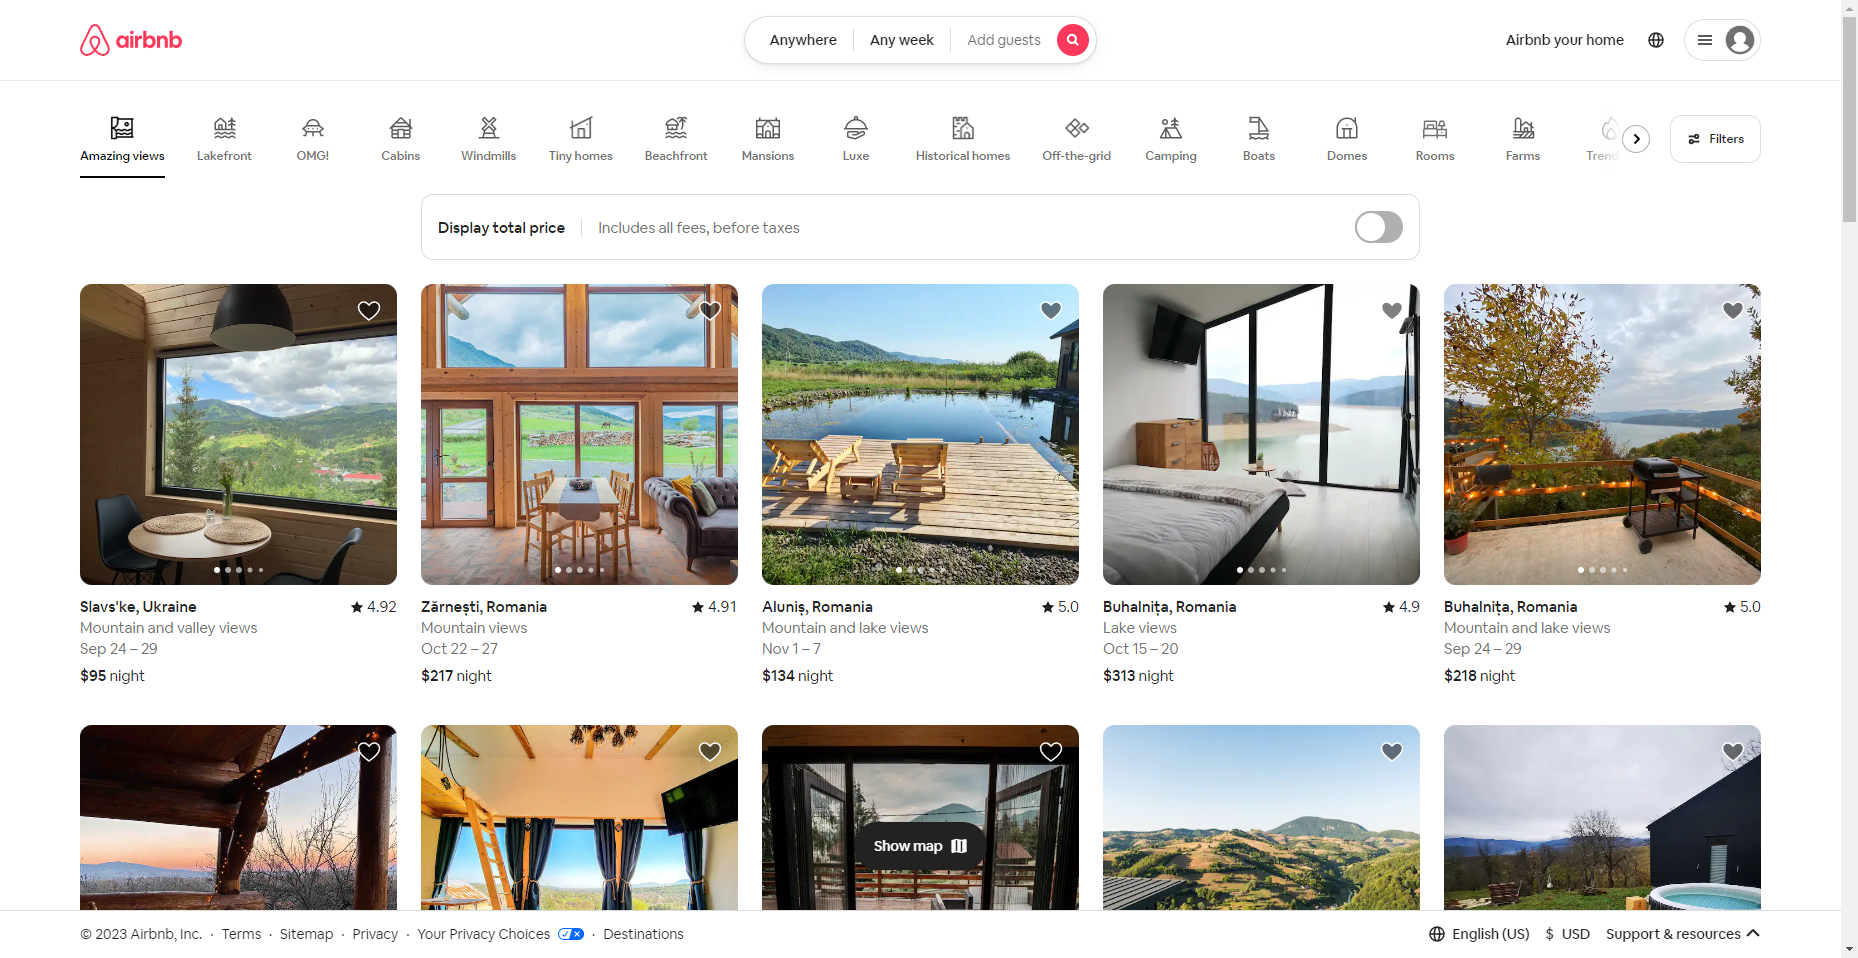 airbnb
Anywhere Any week Add guests
Airbnb your home
Amazing views Lakefront OMG! Cabins Windmills Tiny homes Beachfront Mansions Luxe Historical homes Off-the-grid Camping Boats Domes Rooms Farms
Filters
Display total price Includes all fees, before taxes
Slavs'ke, Ukraine 4.92
Mountain and valley views
Sep 24 – 29
$95 night
Zărnești, Romania 4.91
Mountain views
Oct 22 – 27
$217 night
Aluniș, Romania 5.0
Mountain and lake views
Nov 1 – 7
$134 night
Buhalnița, Romania 4.9
Lake views
Oct 15 – 20
$313 night
Buhalnița, Romania 5.0
Mountain and lake views
Sep 24 – 29
$218 night
Show map
© 2023 Airbnb, Inc. · Terms · Sitemap · Privacy · Your Privacy Choices · Destinations
English (US) $ USD Support & resources